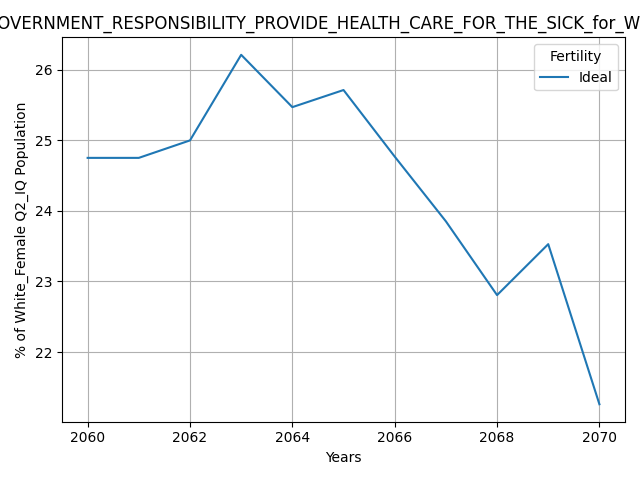 OVERNMENT_RESPONSIBILITY_PROVIDE_HEALTH_CARE_FOR_THE_SICK_for_W
Fertility
Ideal
% of White_Female Q2_IQ Population
26
25
24
23
22
2060 2062 2064 2066 2068 2070
Years